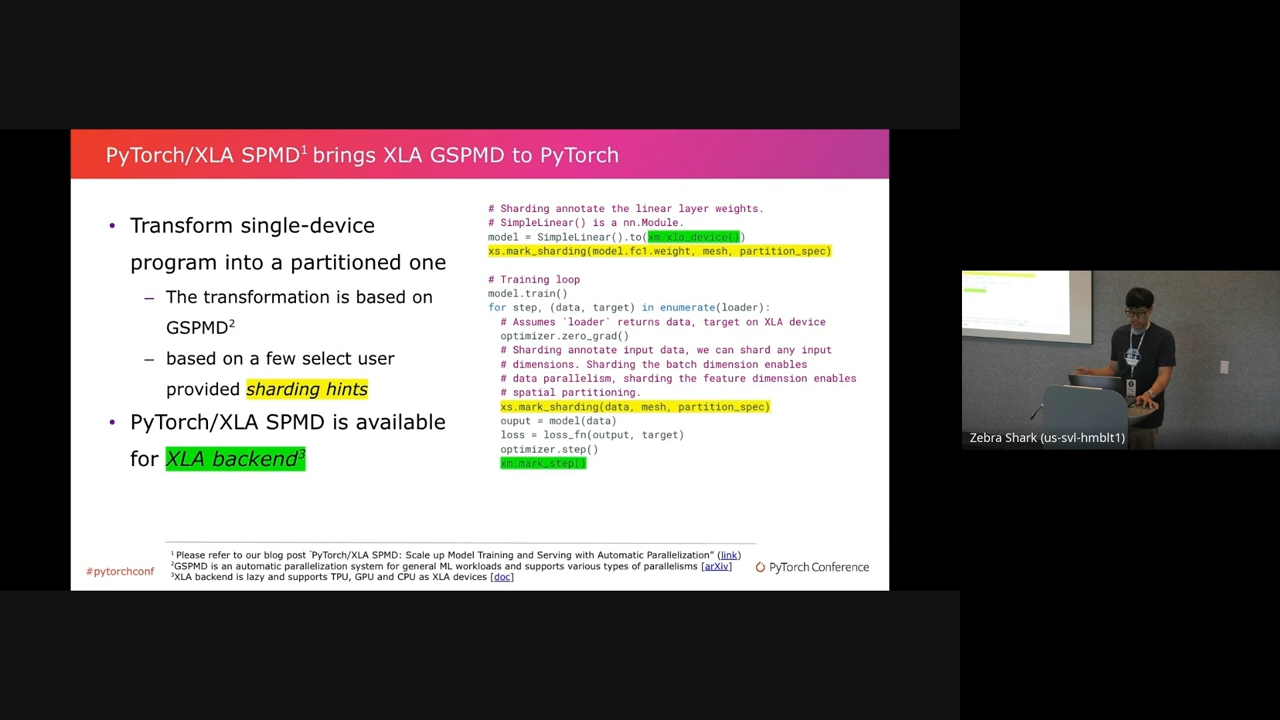 PyTorch/XLA SPMD¹ brings XLA GSPMD to PyTorch
• Transform single-device
program into a partitioned one
– The transformation is based on
GSPMD²
– based on a few select user
provided sharding hints
• PyTorch/XLA SPMD is available
for XLA backend³
# Sharding annotate the linear layer weights.
# SimpleLinear() is a nn.Module.
model = SimpleLinear().to(xm.xla_device())
xs.mark_sharding(model.fc1.weight, mesh, partition_spec)
# Training loop
model.train()
for step, (data, target) in enumerate(loader):
# Assumes `loader` returns data, target on XLA device
optimizer.zero_grad()
# Sharding annotate input data, we can shard any input
# dimensions. Sharding the batch dimension enables
# data parallelism, sharding the feature dimension enables
# spatial partitioning.
xs.mark_sharding(data, mesh, partition_spec)
ouput = model(data)
loss = loss_fn(output, target)
optimizer.step()
xm.mark_step()
¹ Please refer to our blog post "PyTorch/XLA SPMD: Scale up Model Training and Serving with Automatic Parallelization" (link)
²GSPMD is an automatic parallelization system for general ML workloads and supports various types of parallelisms [arXiv]
³XLA backend is lazy and supports TPU, GPU and CPU as XLA devices [doc]
#pytorchconf
PyTorch Conference
Zebra Shark (us-svl-hmblt1)